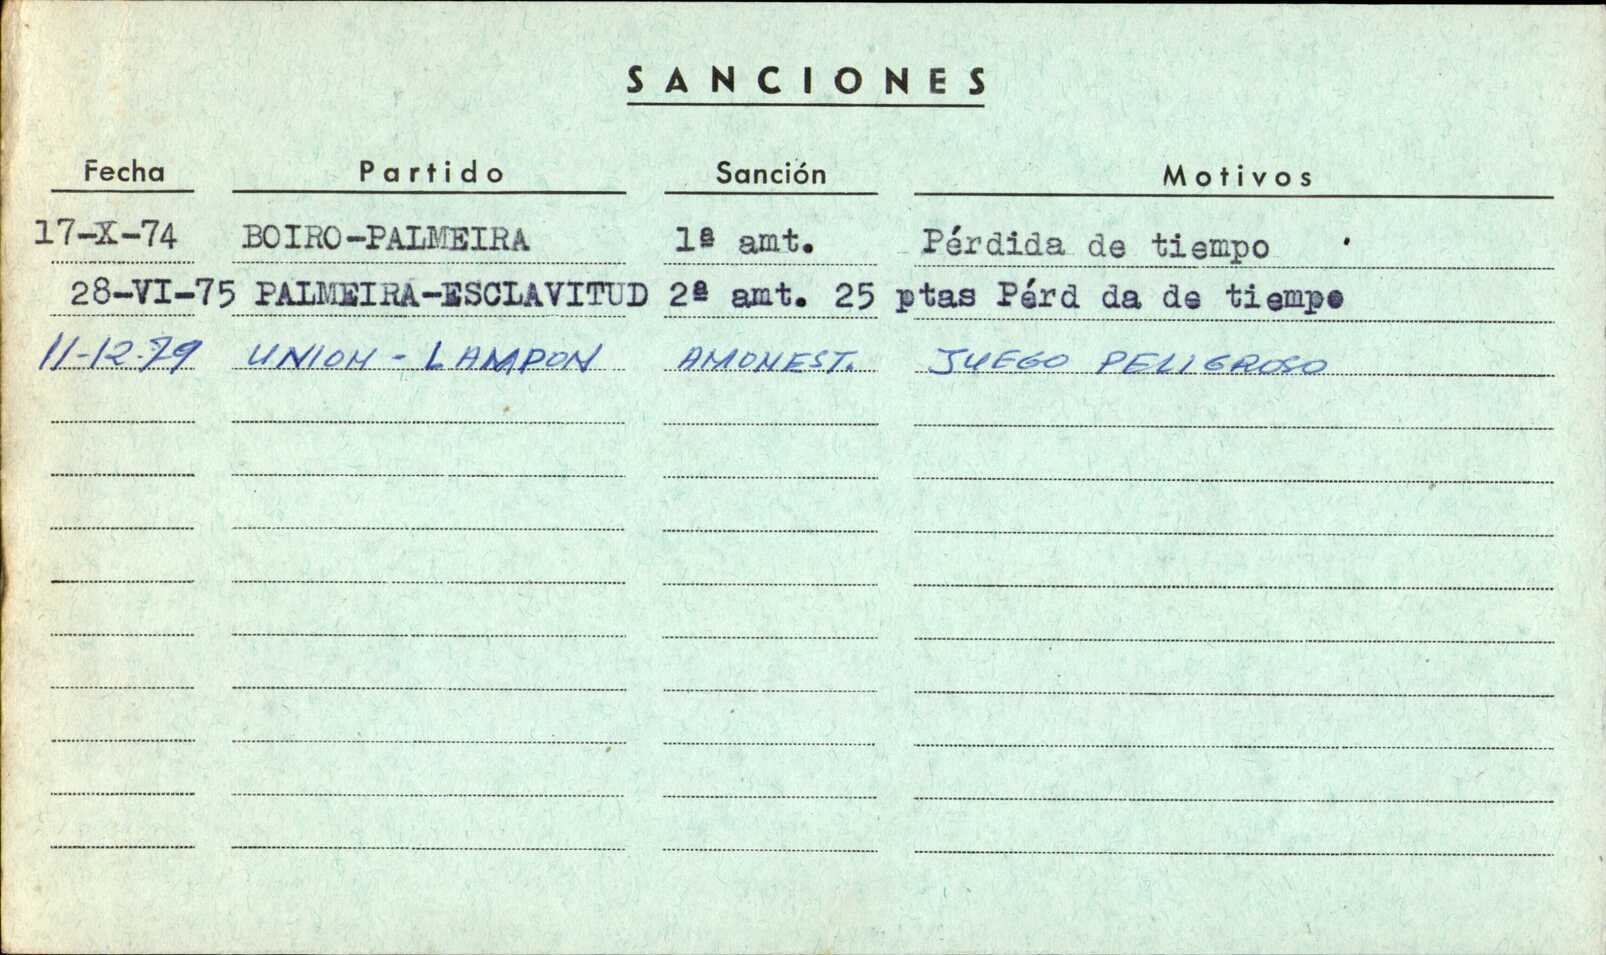 SANCIONES
Fecha Partido Sanción Motivos
17-X-74 BOIRO-PALMEIRA 1ª amt. Pérdida de tiempo
28-VI-75 PALMEIRA-ESCLAVITUD 2ª amt. 25 ptas Pérd da de tiempo
11-12-79 UNION - LAMPON AMONEST. JUEGO PELIGROSO